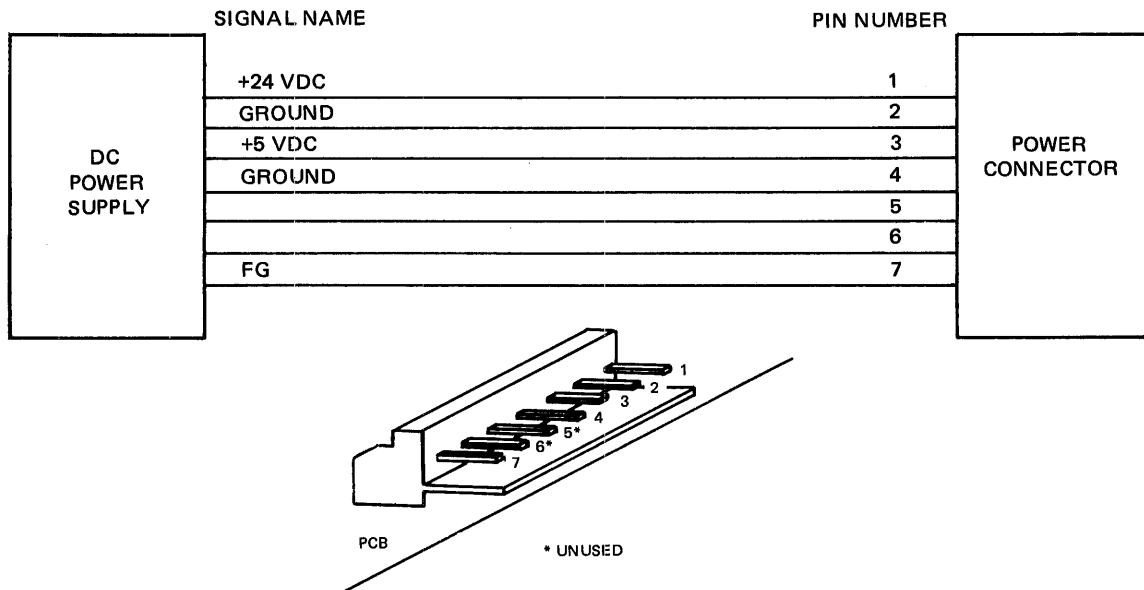 SIGNAL NAME PIN NUMBER
+24 VDC 1
GROUND 2
+5 VDC 3
GROUND 4
5
6
FG 7
DC
POWER
SUPPLY
POWER
CONNECTOR
1
2
3
4
5*
6*
7
PCB
* UNUSED